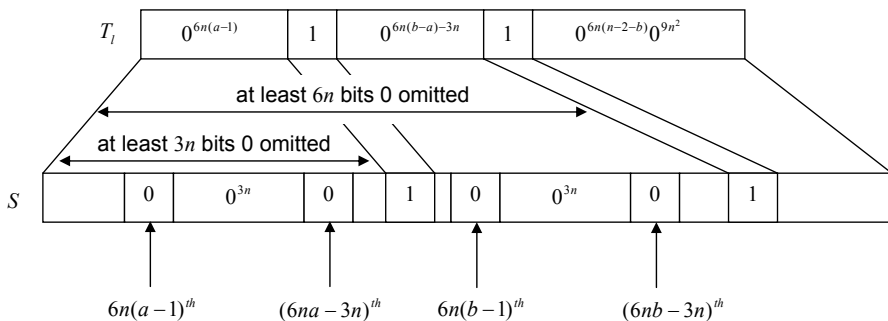 T_l 0^{6n(a-1)} 1 0^{6n(b-a)-3n} 1 0^{6n(n-2-b)}0^{9n^2}
at least 6n bits 0 omitted
at least 3n bits 0 omitted
S 0 0^{3n} 0 1 0 0^{3n} 0 1
6n(a−1)^{th} (6na−3n)^{th} 6n(b−1)^{th} (6nb−3n)^{th}